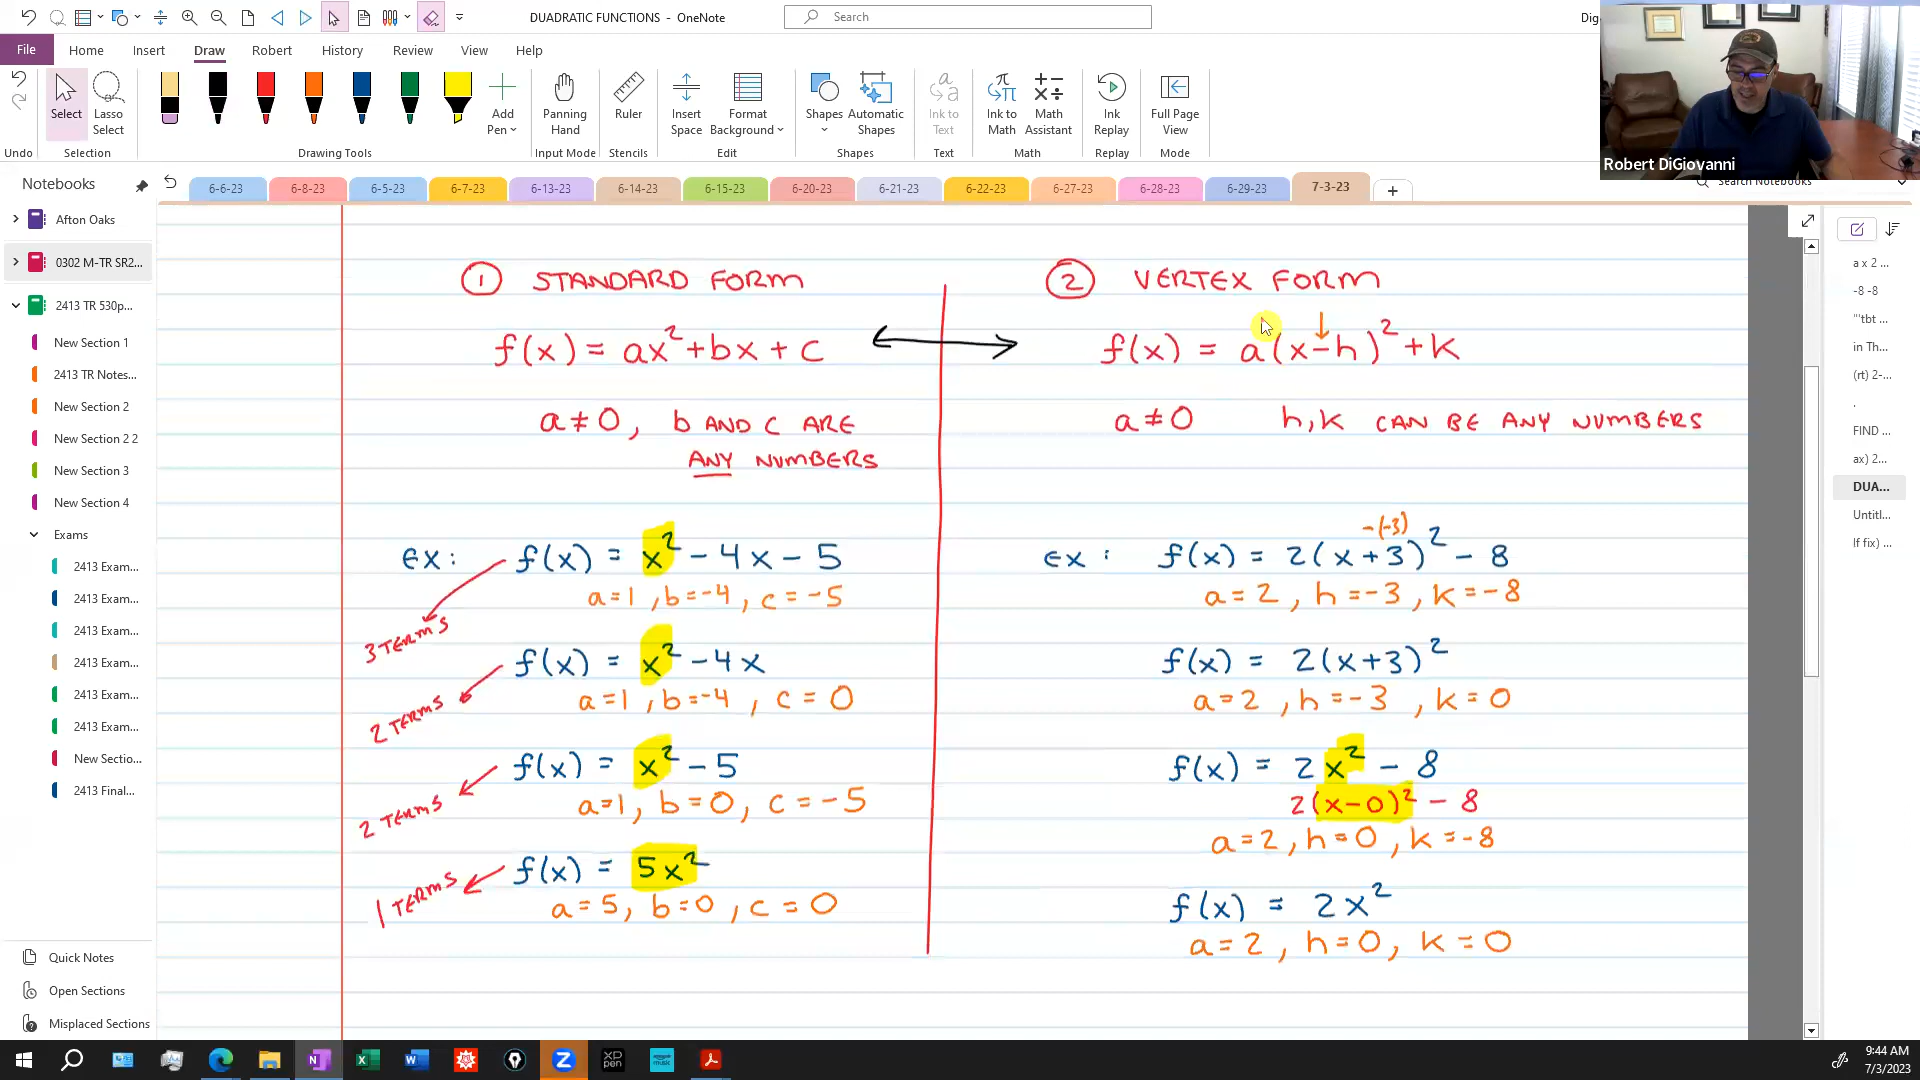 QUADRATIC FUNCTIONS - OneNote
Search
Dig
File
Home
Insert
Draw
Robert
History
Review
View
Help
Select
Lasso
Select
Add
Pen
Panning
Hand
Ruler
Insert
Space
Format
Background
Shapes
Automatic
Shapes
Ink to
Text
Ink to
Math
Math
Assistant
Ink
Replay
Full Page
View
Undo
Selection
Drawing Tools
Input Mode
Stencils
Edit
Shapes
Text
Math
Replay
Mode
Robert DiGiovanni
Notebooks
6-6-23
6-8-23
6-5-23
6-7-23
6-13-23
6-14-23
6-15-23
6-20-23
6-21-23
6-22-23
6-27-23
6-28-23
6-29-23
7-3-23
+
Search Notebooks
Afton Oaks
0302 M-TR SR2...
2413 TR 530p...
New Section 1
2413 TR Notes...
New Section 2
New Section 2 2
New Section 3
New Section 4
Exams
2413 Exam...
2413 Exam...
2413 Exam...
2413 Exam...
2413 Exam...
2413 Exam...
New Sectio...
2413 Final...
Quick Notes
Open Sections
Misplaced Sections
① STANDARD FORM
f(x) = ax²+bx+c
a≠0, b AND c ARE
ANY NUMBERS
Ex: f(x) = x²-4x-5
a=1, b=-4, c=-5
3 TERMS
f(x) = x²-4x
a=1, b=-4, c=0
2 TERMS
f(x) = x²-5
a=1, b=0, c=-5
2 TERMS
f(x) = 5x²
a=5, b=0, c=0
1 TERMS
② VERTEX FORM
f(x) = a(x-h)²+k
a≠0 h,k CAN BE ANY NUMBERS
-(-3)
Ex: f(x) = 2(x+3)²-8
a=2, h=-3, k=-8
f(x) = 2(x+3)²
a=2, h=-3, k=0
f(x) = 2x²-8
2(x-0)²-8
a=2, h=0, k=-8
f(x) = 2x²
a=2, h=0, k=0
a x 2 ...
-8 -8
"'tbt ...
in Th...
(rt) 2-...
.
FIND ...
ax) 2...
DUA...
Untitl...
If fix) ...
9:44 AM
7/3/2023